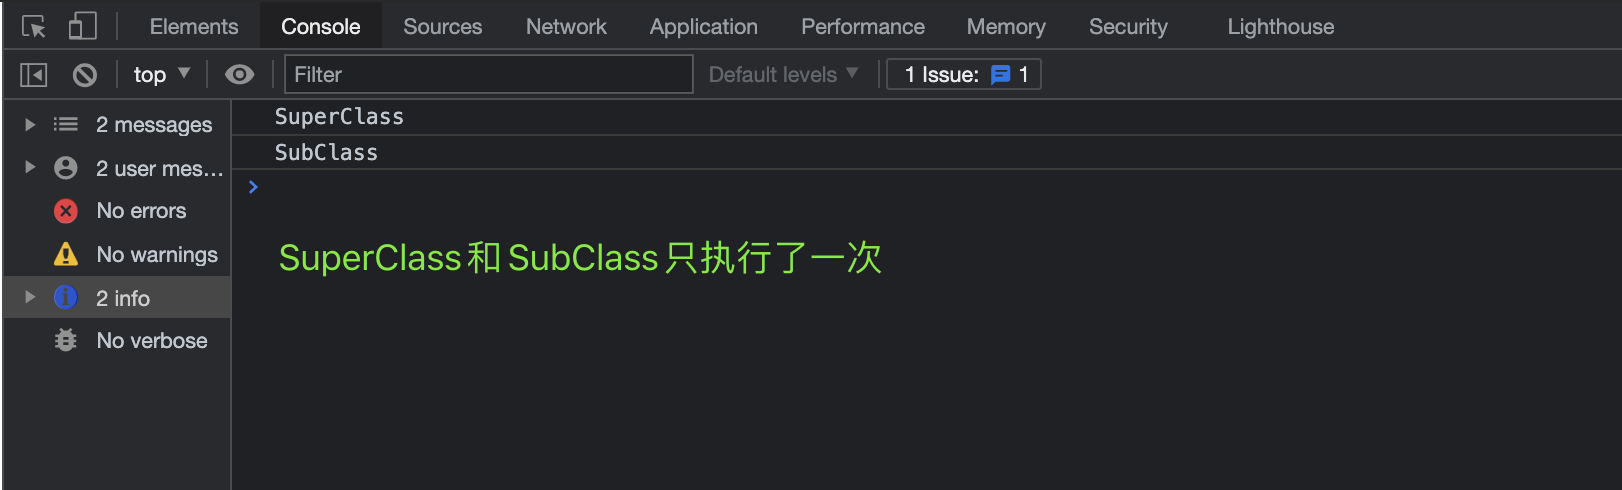 Elements Console Sources Network Application Performance Memory Security Lighthouse
top Filter Default levels 1 Issue: 1
2 messages
2 user mes...
No errors
No warnings
2 info
No verbose
SuperClass
SubClass
SuperClass和SubClass只执行了一次